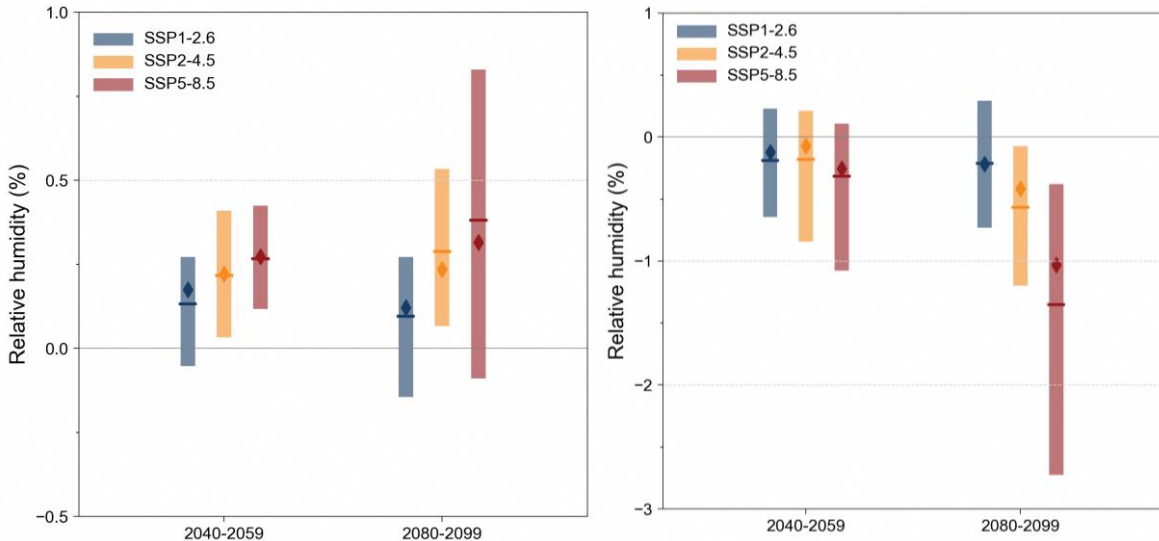 Relative humidity (%)
1.0
0.5
0.0
−0.5
SSP1-2.6
SSP2-4.5
SSP5-8.5
2040-2059
2080-2099
Relative humidity (%)
1
0
−1
−2
−3
SSP1-2.6
SSP2-4.5
SSP5-8.5
2040-2059
2080-2099